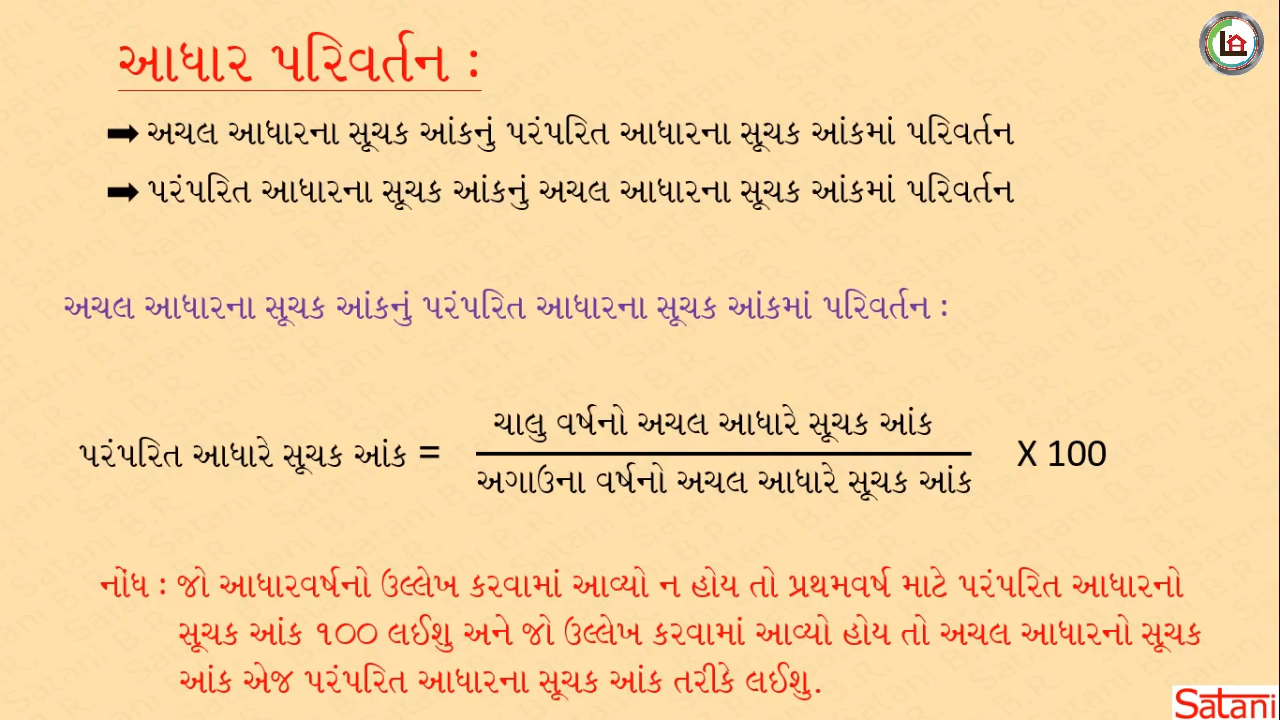 આધાર પરિવર્તન :
➡ અચલ આધારના સૂચક આંકનું પરંપરિત આધારના સૂચક આંકમાં પરિવર્તન
➡ પરંપરિત આધારના સૂચક આંકનું અચલ આધારના સૂચક આંકમાં પરિવર્તન
અચલ આધારના સૂચક આંકનું પરંપરિત આધારના સૂચક આંકમાં પરિવર્તન :
ચાલુ વર્ષનો અચલ આધારે સૂચક આંક
પરંપરિત આધારે સૂચક આંક = X 100
અગાઉના વર્ષનો અચલ આધારે સૂચક આંક
નોંધ : જો આધારવર્ષનો ઉલ્લેખ કરવામાં આવ્યો ન હોય તો પ્રથમવર્ષ માટે પરંપરિત આધારનો
સૂચક આંક ૧૦૦ લઈશુ અને જો ઉલ્લેખ કરવામાં આવ્યો હોય તો અચલ આધારનો સૂચક
આંક એજ પરંપરિત આધારના સૂચક આંક તરીકે લઈશુ.
Satani